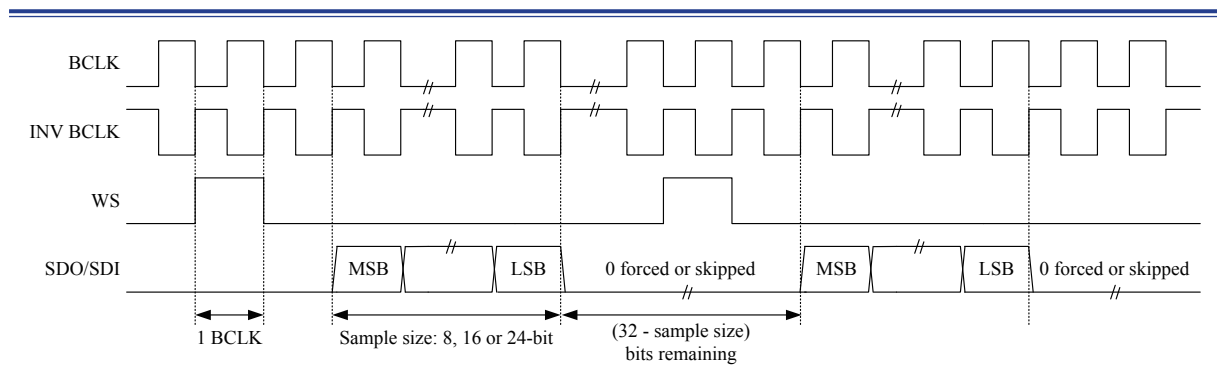 BCLK
INV BCLK
WS
SDO/SDI
MSB
LSB
0 forced or skipped
MSB
LSB
0 forced or skipped
1 BCLK
Sample size: 8, 16 or 24-bit
(32 - sample size)
bits remaining